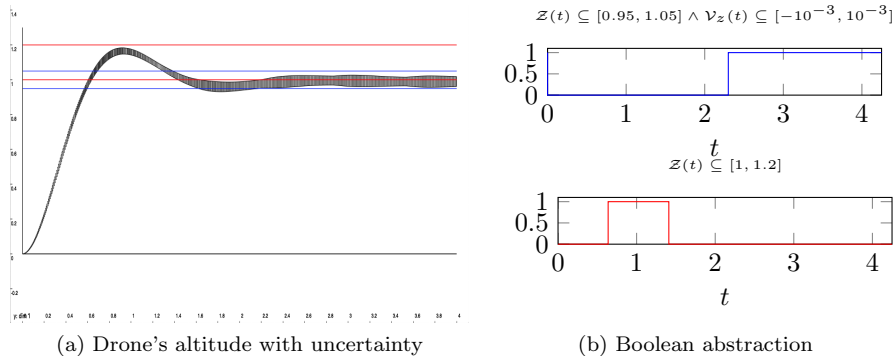 1.4
1.2
1.0
0.8
0.6
0.4
0.2
0
-0.2
0 0.2 0.4 0.6 0.8 1 1.2 1.4 1.6 1.8 2 2.2 2.4 2.6 2.8 3 3.2 3.4 3.6 3.8 4
(a) Drone's altitude with uncertainty
𝒵(t) ⊆ [0.95, 1.05] ∧ 𝒱_z(t) ⊆ [−10^{−3}, 10^{−3}]
1
0.5
0
0 1 2 3 4
t
𝒵(t) ⊆ [1, 1.2]
1
0.5
0
0 1 2 3 4
t
(b) Boolean abstraction